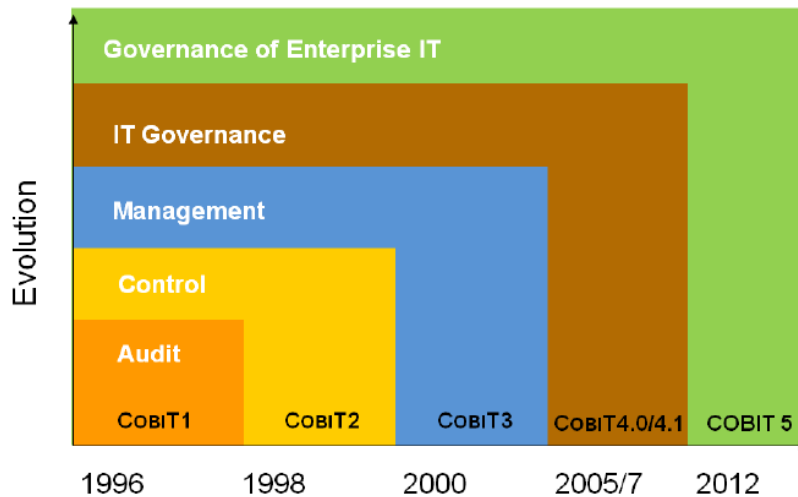 Governance of Enterprise IT
IT Governance
Management
Control
Audit
Evolution
COBIT1
COBIT2
COBIT3
COBIT4.0/4.1
COBIT 5
1996
1998
2000
2005/7
2012